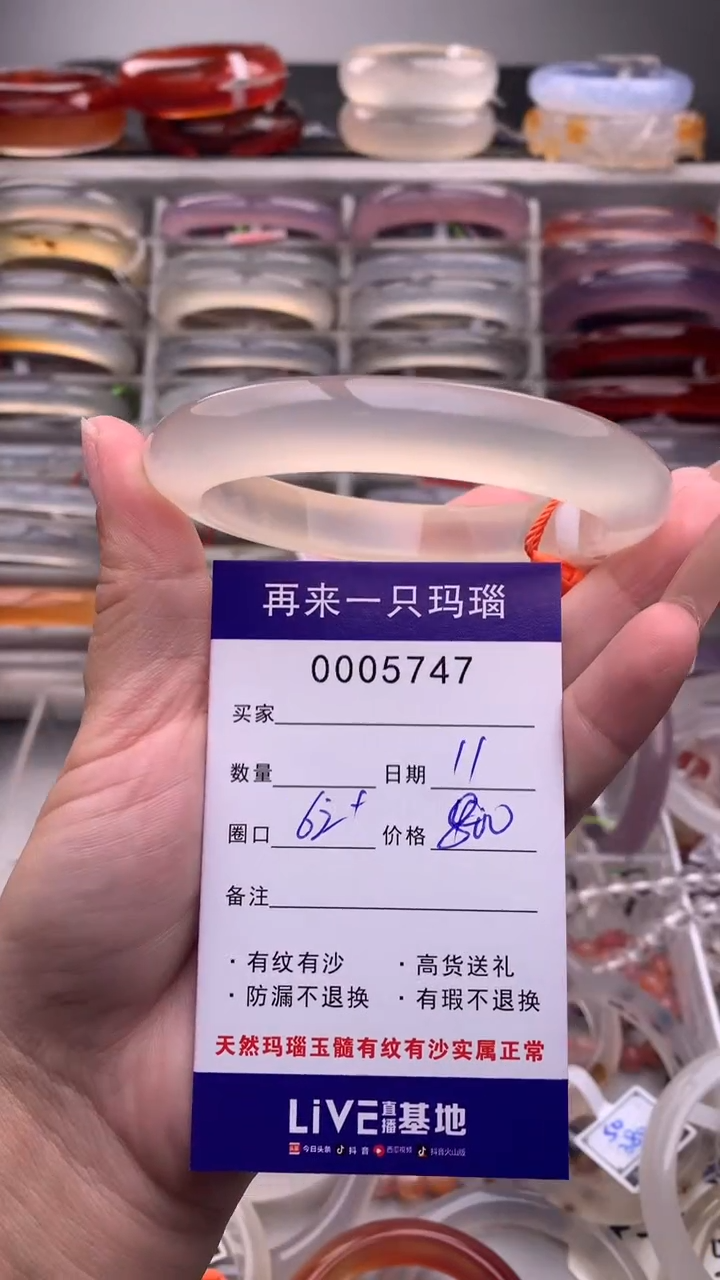 再来一只玛瑙
0005747
买家
数量 日期 11
圈口 62+ 价格 800
备注
· 有纹有沙 · 高货送礼
· 防漏不退换 · 有瑕不退换
天然玛瑙玉髓有纹有沙实属正常
LiVE直播基地
今日头条 抖音 西瓜视频 抖音火山版